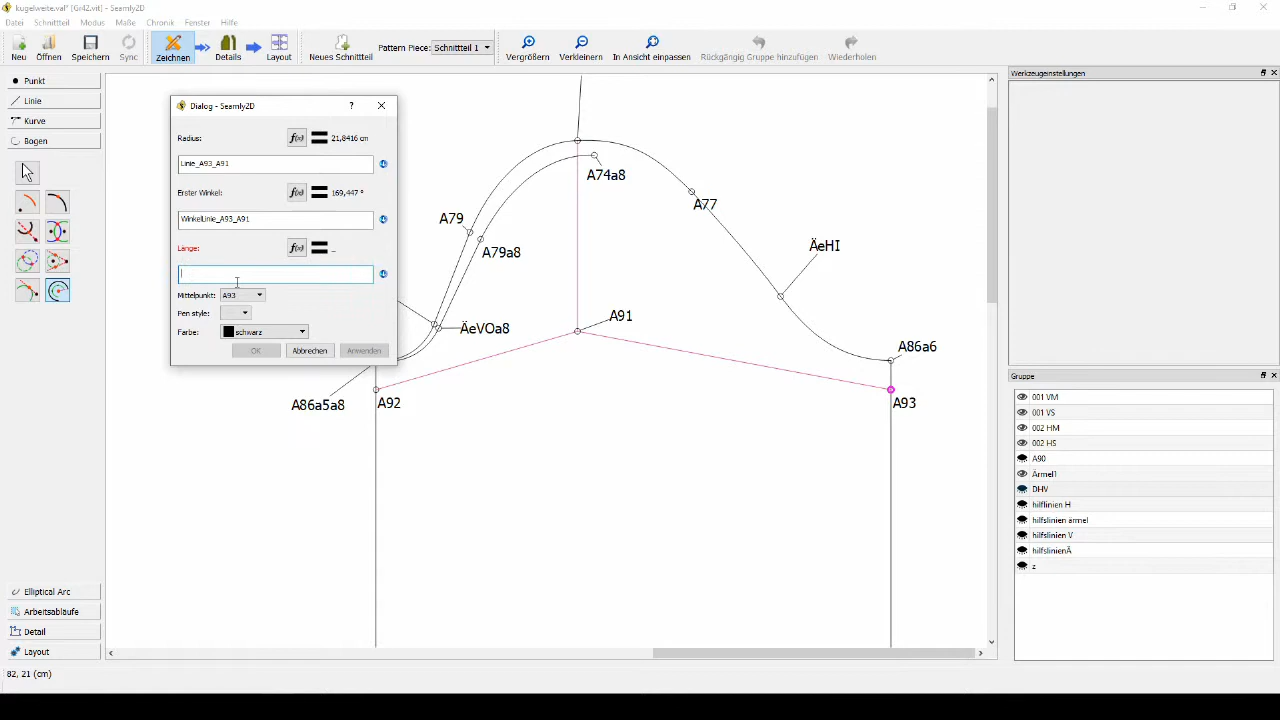 kugelweite.val* [Gr42.vit] - Seamly2D
Datei Schnittteil Modus Maße Chronik Fenster Hilfe
Neu Öffnen Speichern Sync Zeichnen Details Layout Neues Schnittteil Pattern Piece: Schnittteil 1 Vergrößern Verkleinern In Ansicht einpassen Rückgängig Gruppe hinzufügen Wiederholen
Punkt
Linie
Kurve
Bogen
Elliptical Arc
Arbeitsabläufe
Detail
Layout
82, 21 (cm)
Dialog - Seamly2D ?
Radius: f(x) 21,8416 cm
Linie_A93_A91
Erster Winkel: f(x) 169,447 °
WinkelLinie_A93_A91
Länge: f(x) _
Mittelpunkt: A93
Pen style:
Farbe: schwarz
OK Abbrechen Anwenden
A74a8
A77
A79
A79a8
ÄeHI
A91
ÄeVOa8
A86a6
A86a5a8
A92
A93
Werkzeugeinstellungen
Gruppe
001 VM
001 VS
002 HM
002 HS
A90
Ärmel1
DHV
hilflinien H
hilfslinien ärmel
hilfslinien V
hilfslinienÄ
z